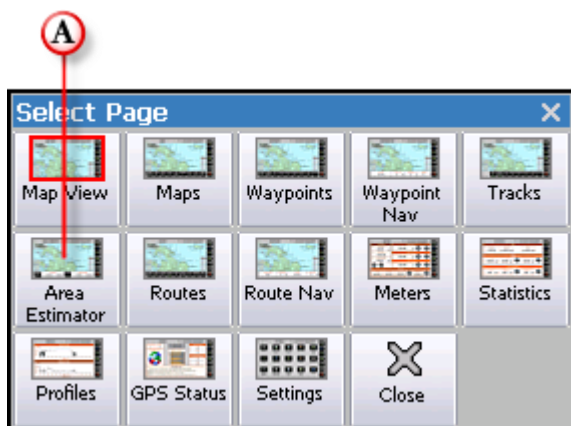 A
Select Page
Map View
Maps
Waypoints
Waypoint
Nav
Tracks
Area
Estimator
Routes
Route Nav
Meters
Statistics
Profiles
GPS Status
Settings
Close